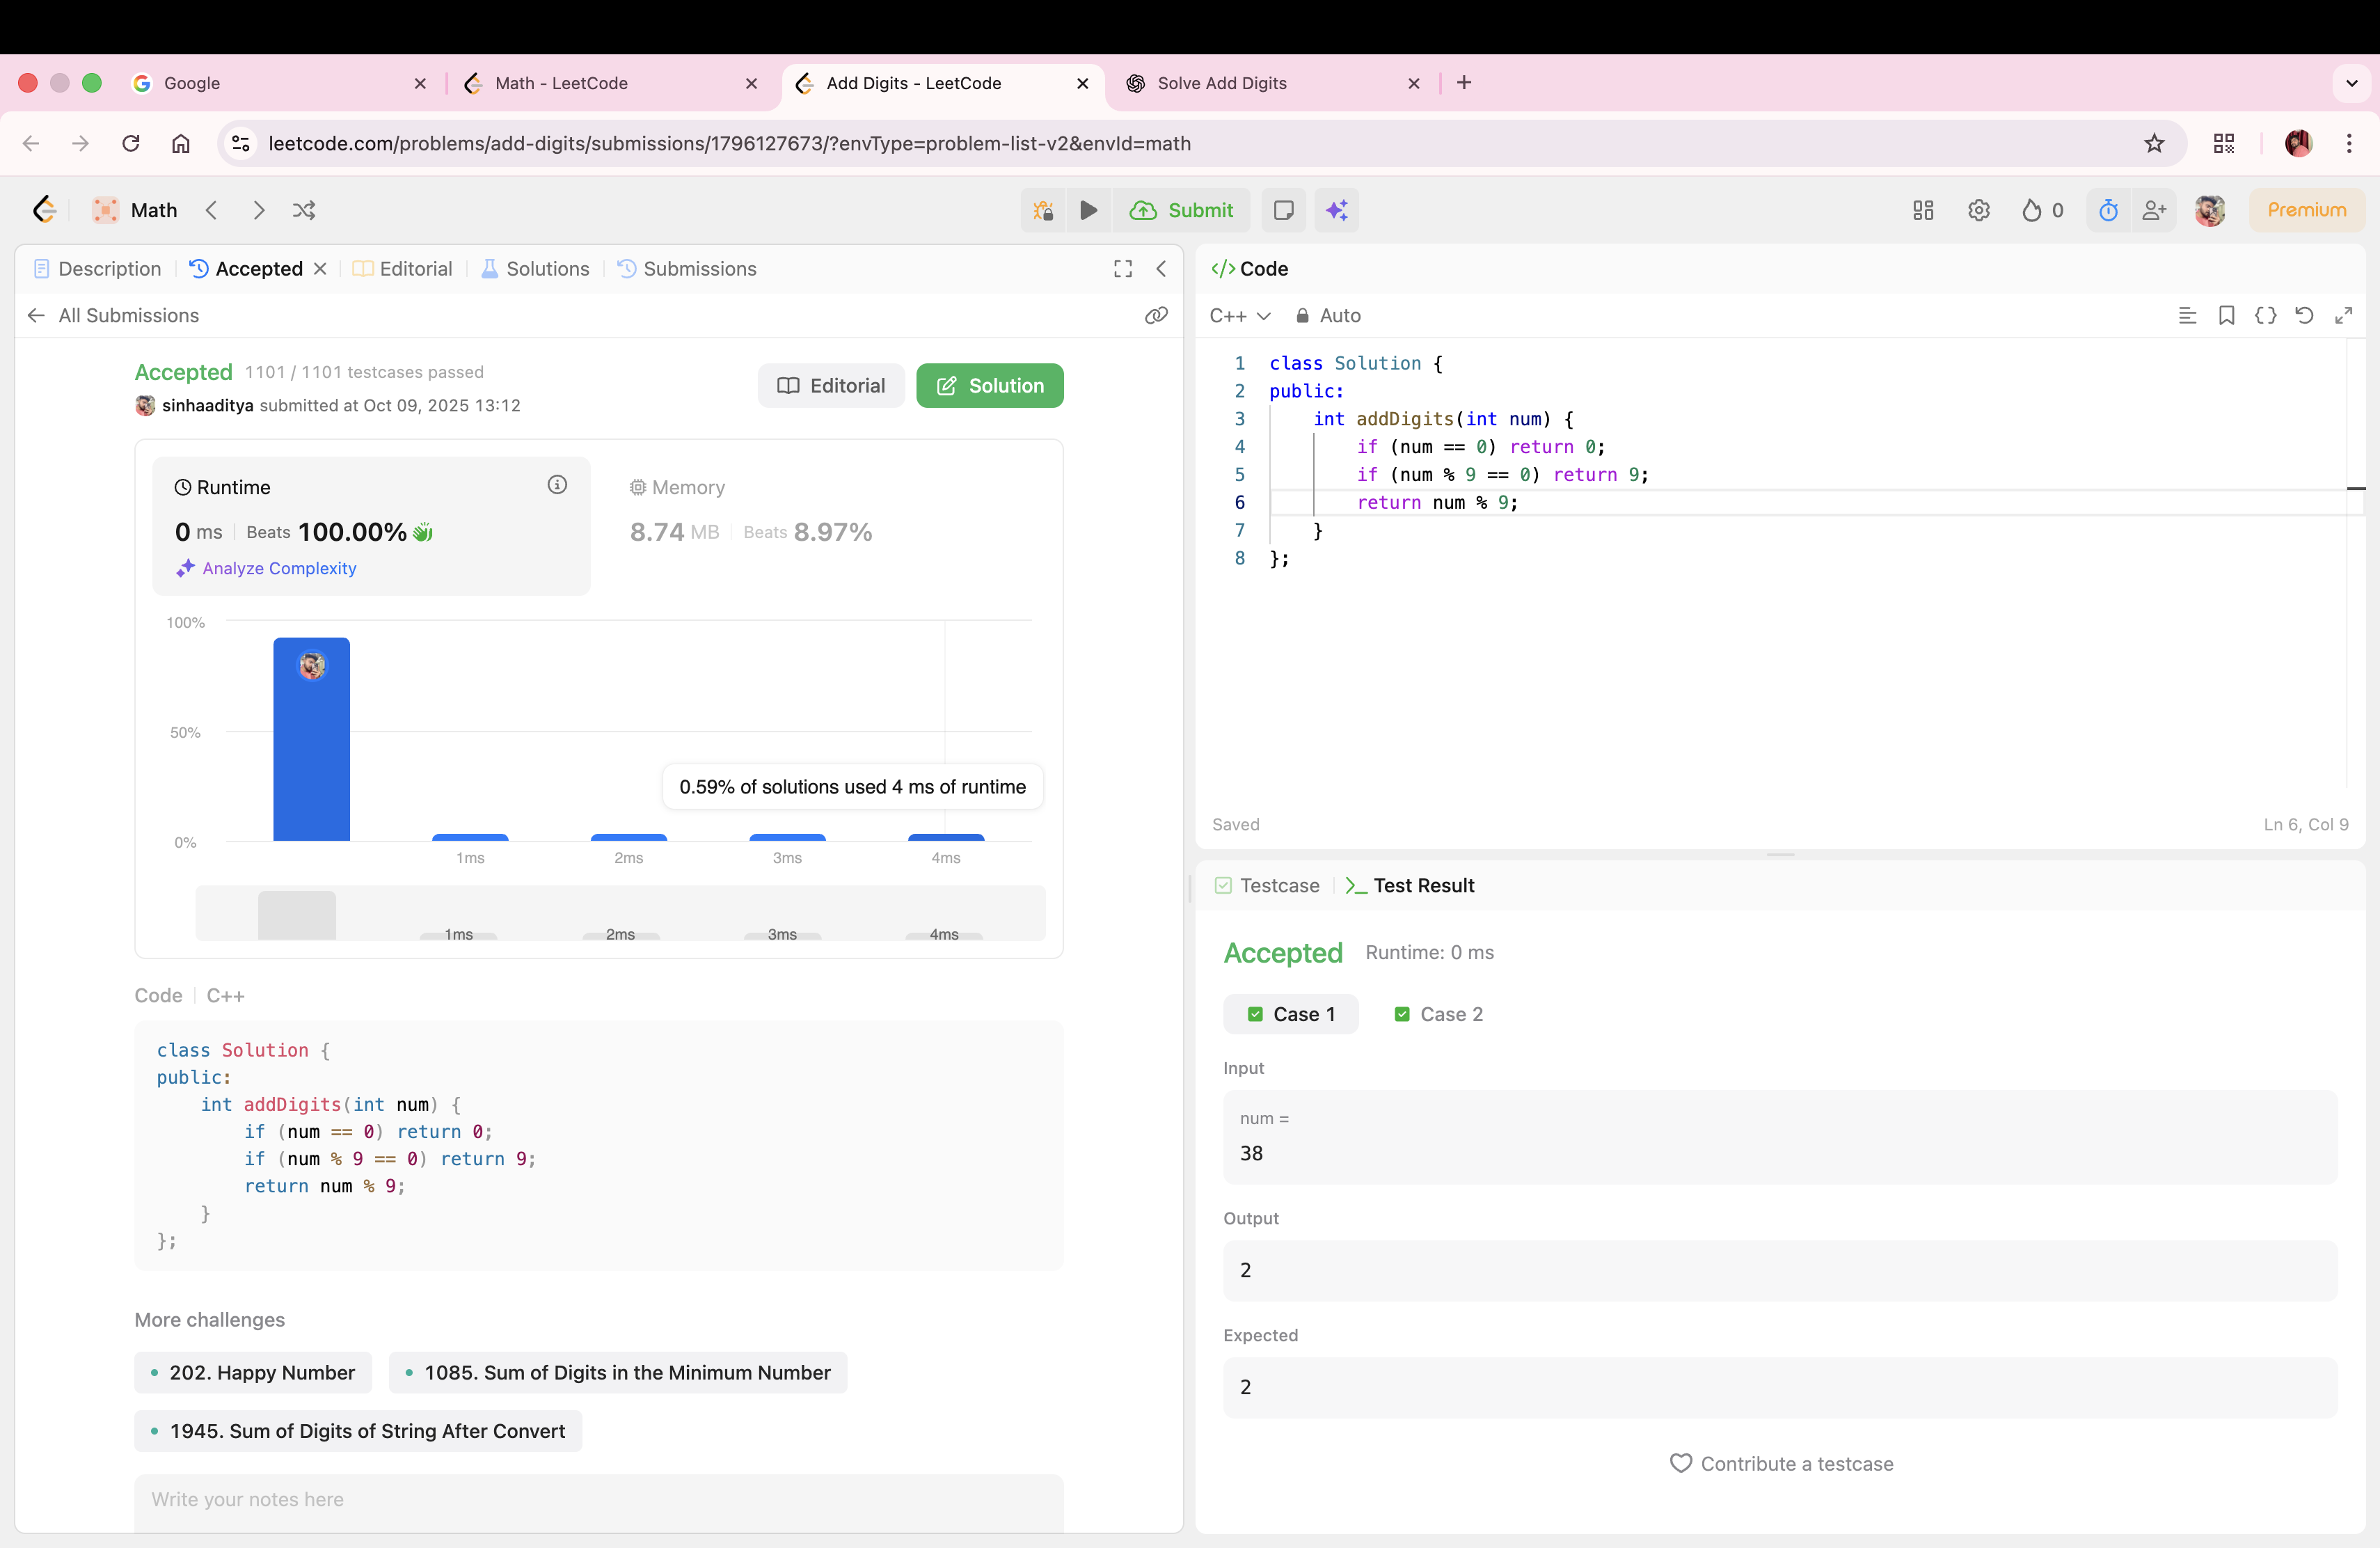 Google
Math - LeetCode
Add Digits - LeetCode
Solve Add Digits
leetcode.com/problems/add-digits/submissions/1796127673/?envType=problem-list-v2&envId=math
Math
Submit
0
Premium
Description
Accepted
Editorial
Solutions
Submissions
All Submissions
Accepted 1101 / 1101 testcases passed
sinhaaditya submitted at Oct 09, 2025 13:12
Editorial
Solution
Runtime
0 ms Beats 100.00%
Analyze Complexity
Memory
8.74 MB Beats 8.97%
100%
50%
0%
0.59% of solutions used 4 ms of runtime
1ms 2ms 3ms 4ms
1ms 2ms 3ms 4ms
Code C++
class Solution {
public:
    int addDigits(int num) {
        if (num == 0) return 0;
        if (num % 9 == 0) return 9;
        return num % 9;
    }
};
More challenges
202. Happy Number
1085. Sum of Digits in the Minimum Number
1945. Sum of Digits of String After Convert
Write your notes here
</> Code
C++ Auto
1 class Solution {
2 public:
3     int addDigits(int num) {
4         if (num == 0) return 0;
5         if (num % 9 == 0) return 9;
6         return num % 9;
7     }
8 };
Saved
Ln 6, Col 9
Testcase
Test Result
Accepted Runtime: 0 ms
Case 1
Case 2
Input
num =
38
Output
2
Expected
2
Contribute a testcase